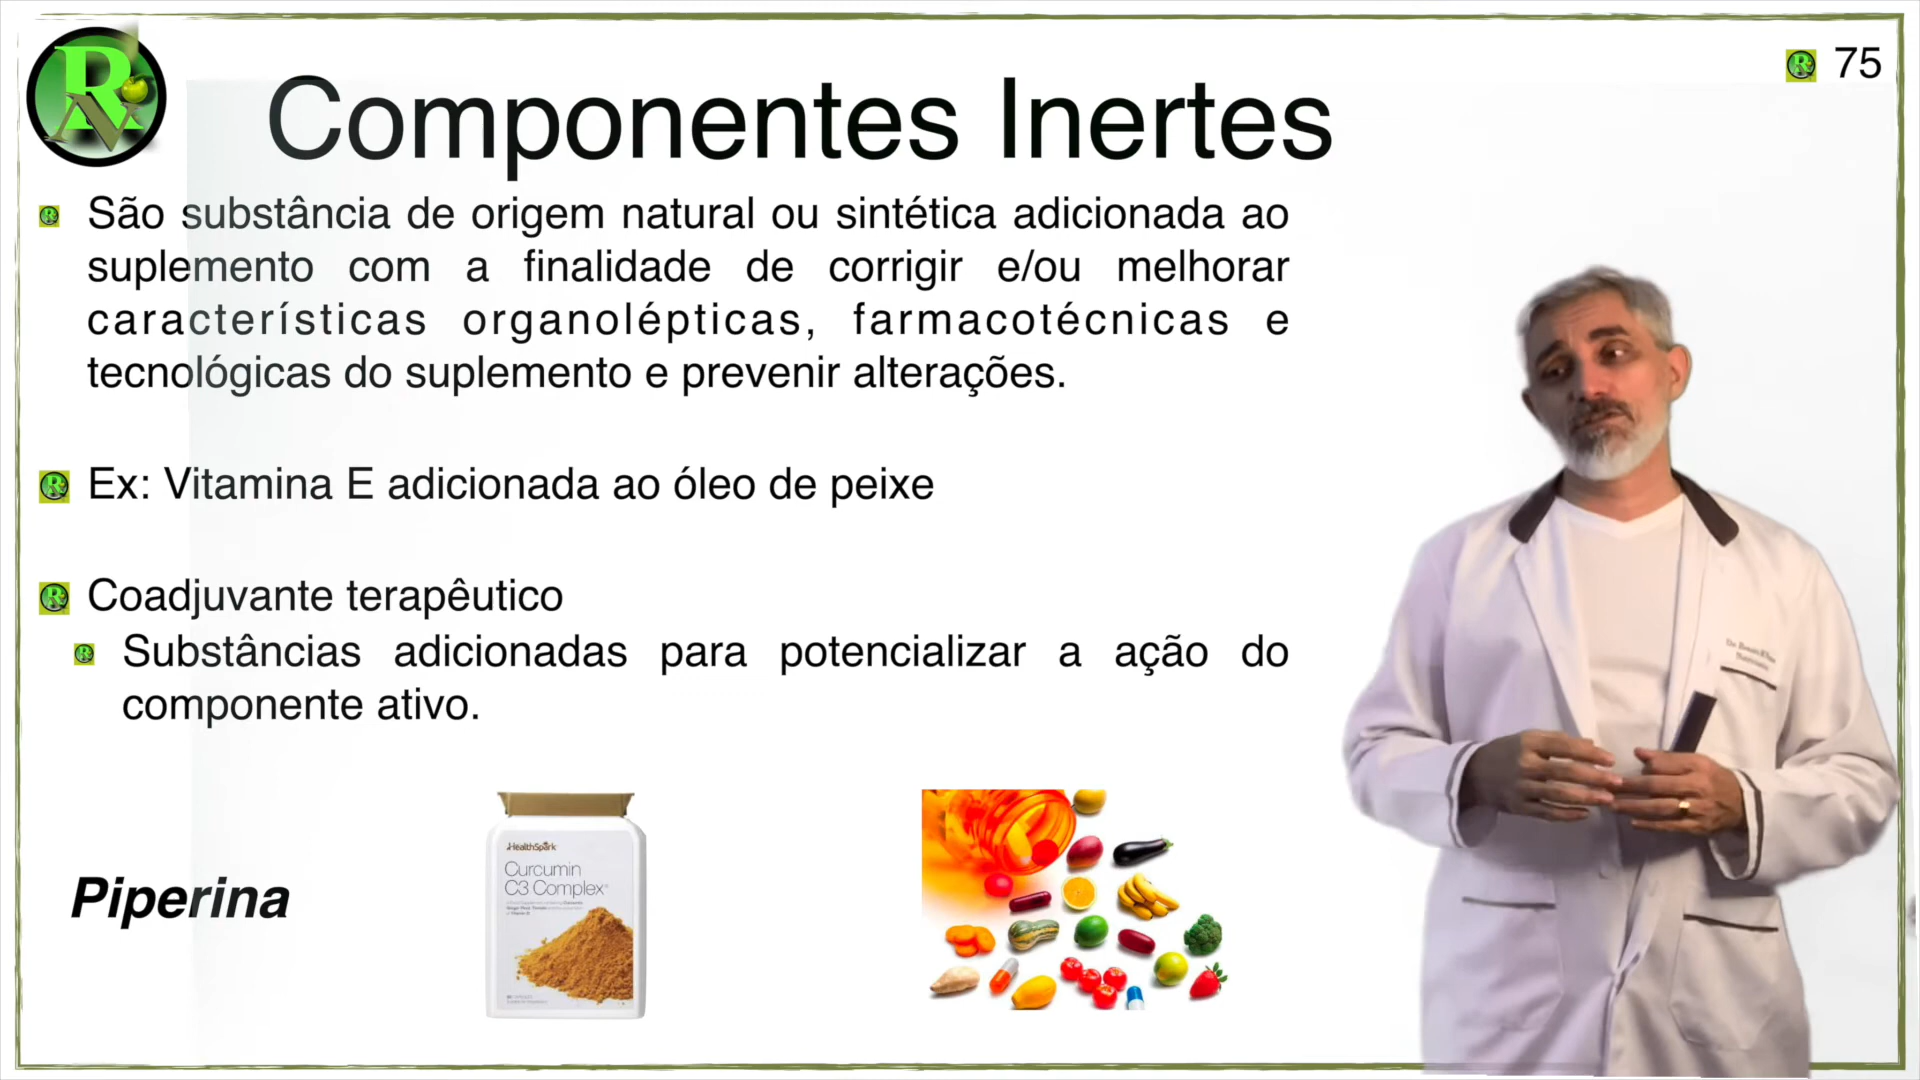 75
Componentes Inertes
São substância de origem natural ou sintética adicionada ao
suplemento com a finalidade de corrigir e/ou melhorar
características organolépticas, farmacotécnicas e
tecnológicas do suplemento e prevenir alterações.
Ex: Vitamina E adicionada ao óleo de peixe
Coadjuvante terapêutico
Substâncias adicionadas para potencializar a ação do
componente ativo.
Piperina
HealthSpark
Curcumin
C3 Complex®